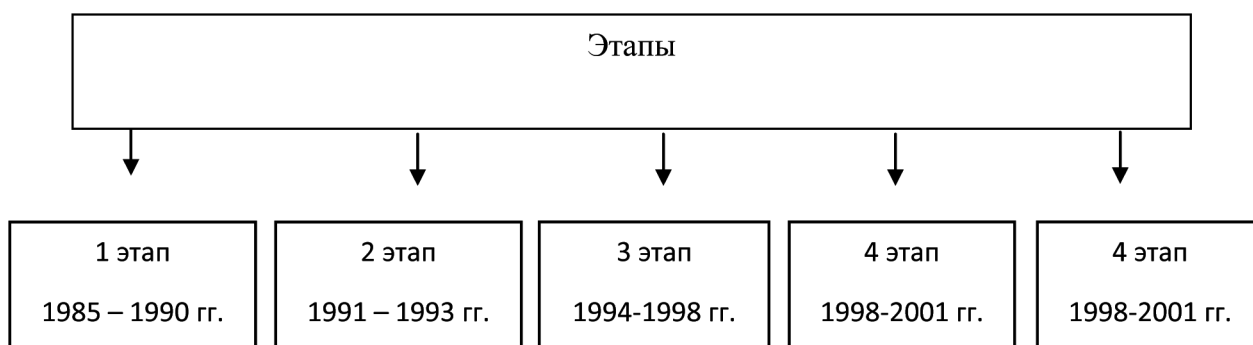 Этапы
1 этап
1985 – 1990 гг.
2 этап
1991 – 1993 гг.
3 этап
1994-1998 гг.
4 этап
1998-2001 гг.
4 этап
1998-2001 гг.